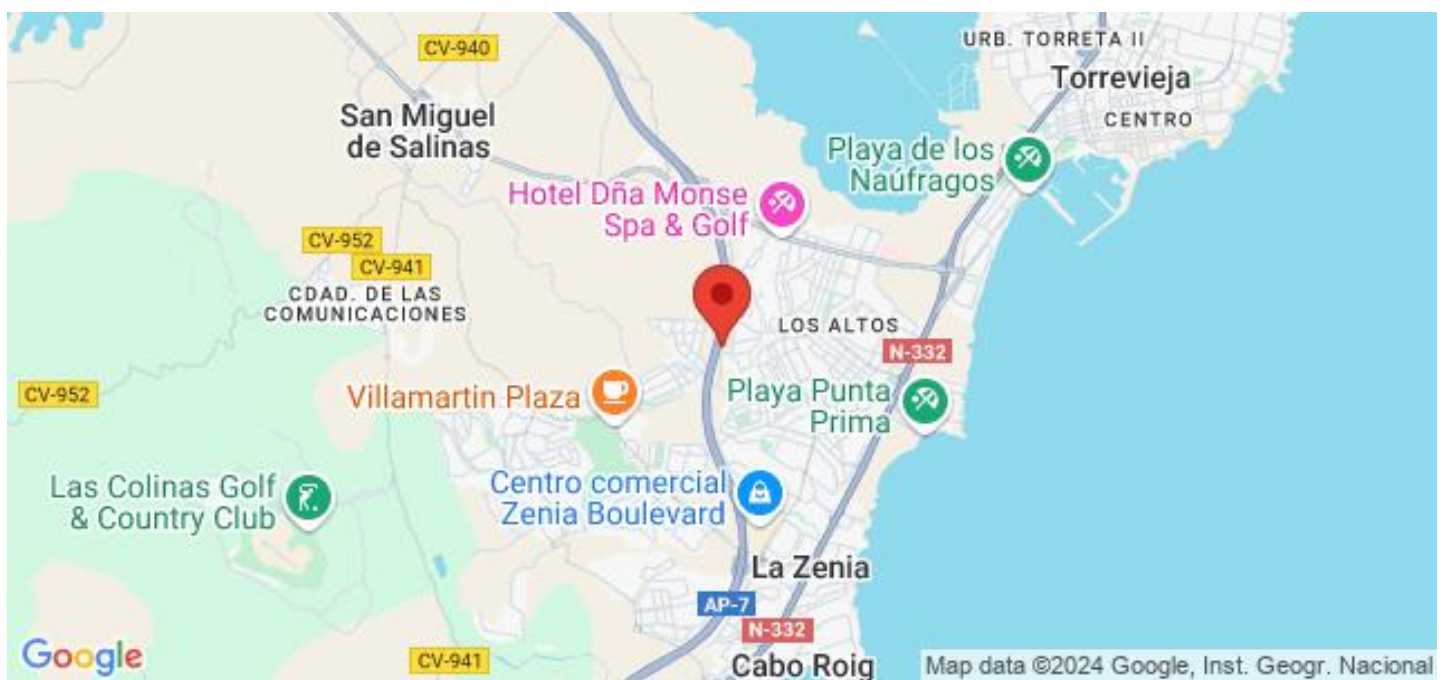 CV-940
URB. TORRETA II
Torrevieja
CENTRO
San Miguel
de Salinas
Playa de los
Naúfragos
Hotel Dña Monse
Spa & Golf
CV-952
CV-941
CDAD. DE LAS
COMUNICACIONES
LOS ALTOS
N-332
CV-952
Villamartin Plaza
Playa Punta
Prima
Las Colinas Golf
& Country Club
Centro comercial
Zenia Boulevard
La Zenia
AP-7
N-332
Google
CV-941
Cabo Roig
Map data ©2024 Google, Inst. Geogr. Nacional